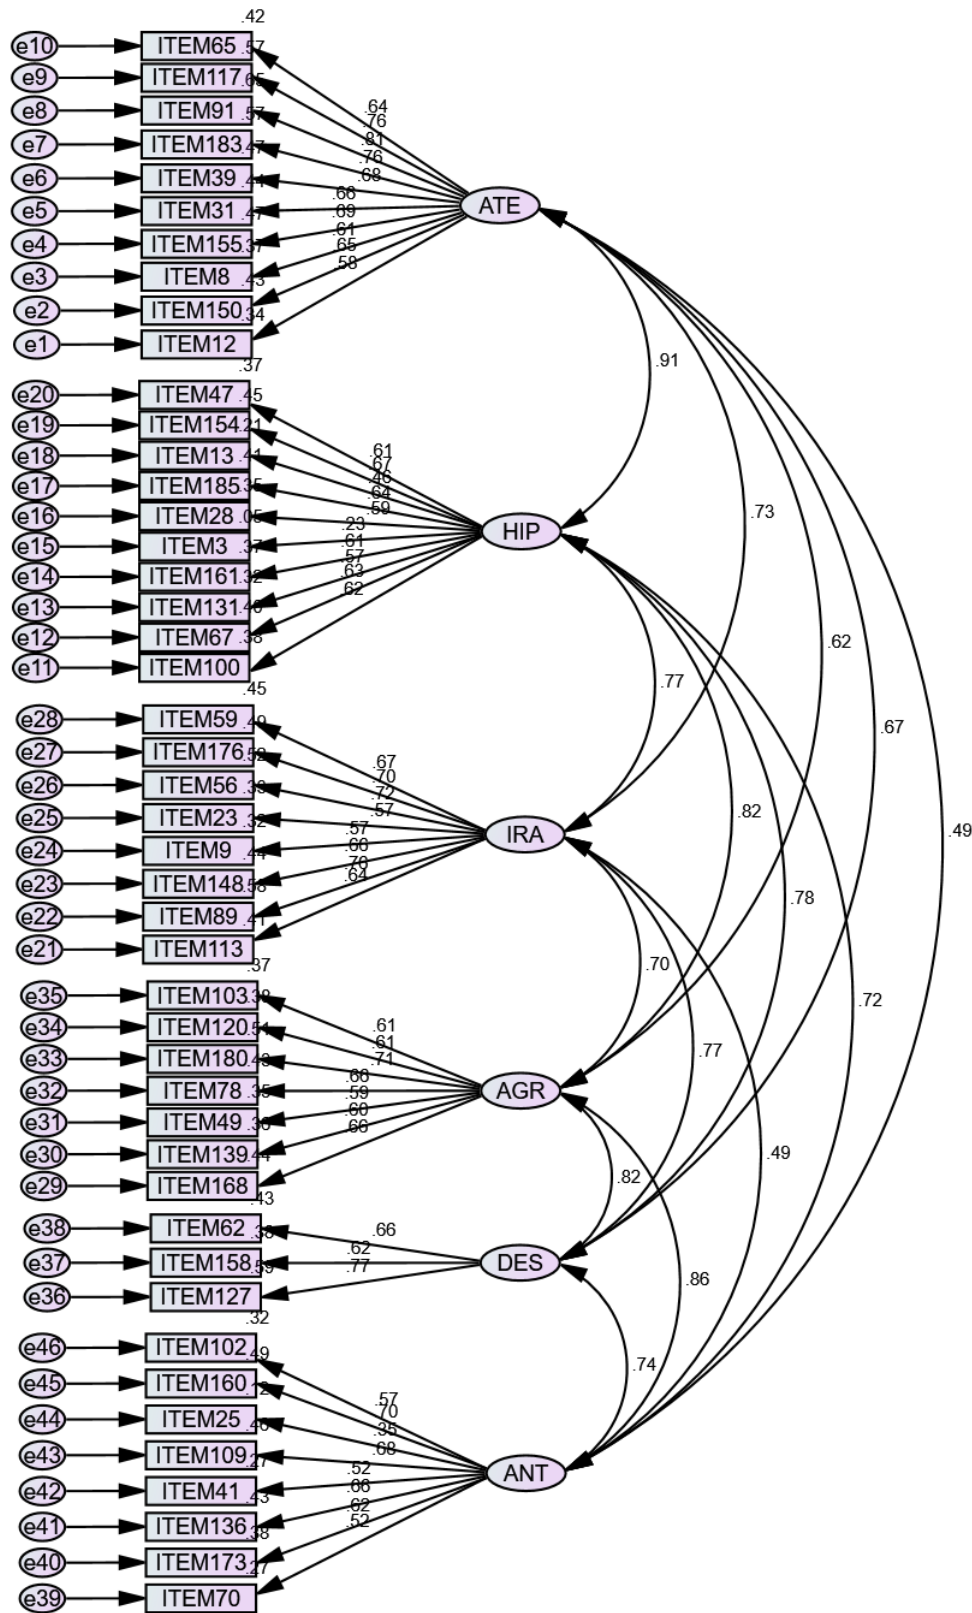 .42
e10 ITEM65 .57
e9 ITEM117 .65
e8 ITEM91 .57
e7 ITEM183 .47
e6 ITEM39 .44
e5 ITEM31 .47
e4 ITEM155 .37
e3 ITEM8 .43
e2 ITEM150 .34
e1 ITEM12
.64
.76
.81
.76
.68
.66
.69
.61
.65
.58
ATE
.37
e20 ITEM47 .45
e19 ITEM154 .21
e18 ITEM13 .41
e17 ITEM185 .35
e16 ITEM28 .05
e15 ITEM3 .37
e14 ITEM161 .32
e13 ITEM131 .40
e12 ITEM67 .38
e11 ITEM100
.61
.67
.46
.64
.59
.23
.61
.57
.63
.62
HIP
.45
e28 ITEM59 .49
e27 ITEM176 .52
e26 ITEM56 .33
e25 ITEM23 .32
e24 ITEM9 .44
e23 ITEM148 .58
e22 ITEM89 .41
e21 ITEM113
.67
.70
.72
.57
.57
.66
.76
.64
IRA
.37
e35 ITEM103 .38
e34 ITEM120 .51
e33 ITEM180 .43
e32 ITEM78 .35
e31 ITEM49 .36
e30 ITEM139 .44
e29 ITEM168
.61
.61
.71
.66
.59
.60
.66
AGR
.43
e38 ITEM62 .38
e37 ITEM158 .59
e36 ITEM127
.66
.62
.77
DES
.32
e46 ITEM102 .49
e45 ITEM160 .12
e44 ITEM25 .46
e43 ITEM109 .27
e42 ITEM41 .43
e41 ITEM136 .38
e40 ITEM173 .27
e39 ITEM70
.57
.70
.35
.68
.52
.66
.62
.52
ANT
.91
.73
.62
.77
.67
.82
.49
.78
.70
.72
.77
.49
.82
.86
.74